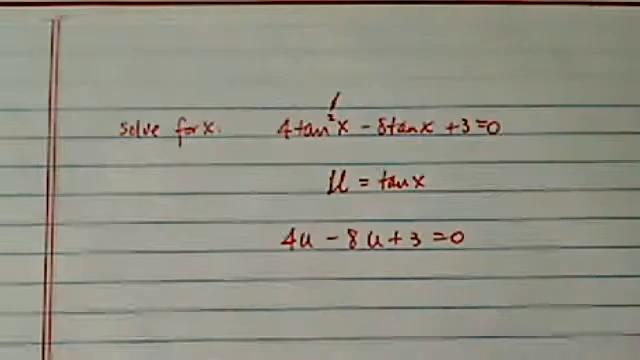 solve for x. 4tan²x - 8tanx + 3 = 0
u = tanx
4u - 8u + 3 = 0